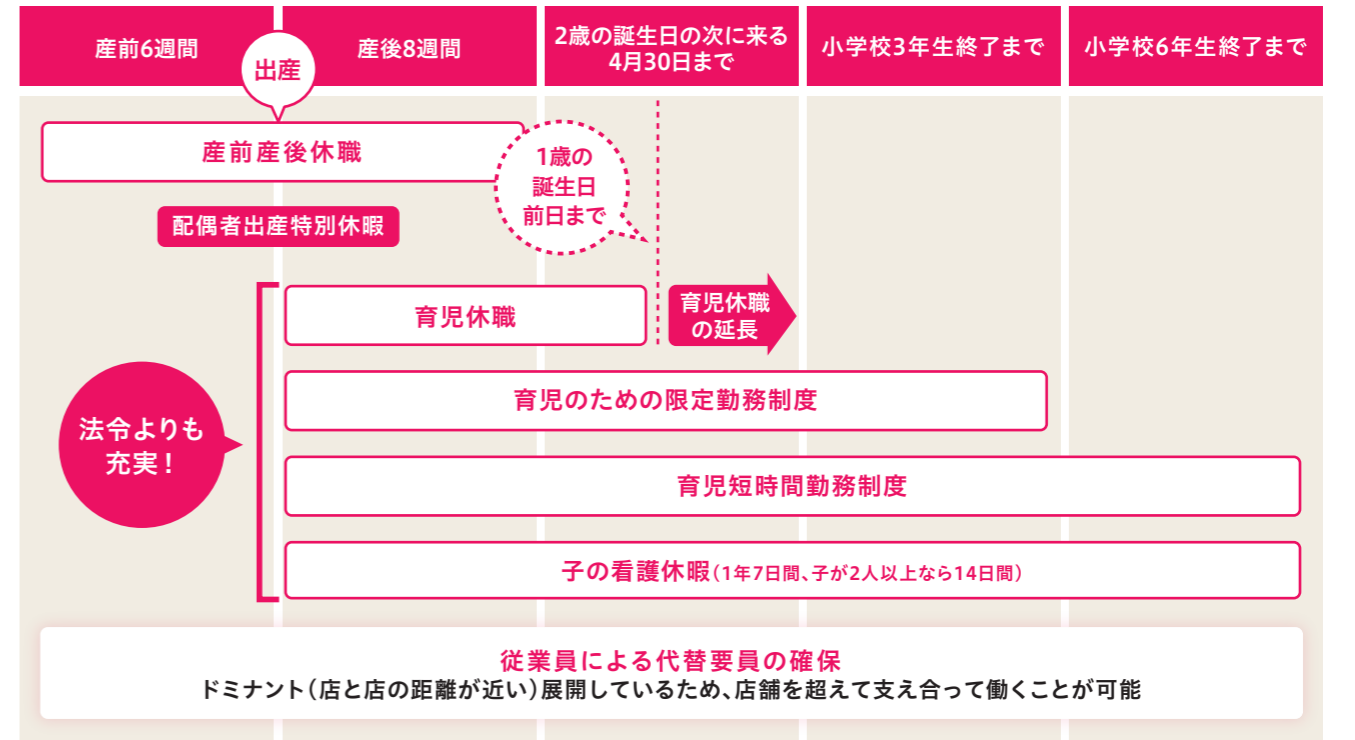 産前6週間
出産
産後8週間
2歳の誕生日の次に来る
4月30日まで
小学校3年生終了まで
小学校6年生終了まで
産前産後休職
1歳の
誕生日
前日まで
配偶者出産特別休暇
育児休職
育児休職
の延長
育児のための限定勤務制度
法令よりも
充実！
育児短時間勤務制度
子の看護休暇（1年7日間、子が2人以上なら14日間）
従業員による代替要員の確保
ドミナント（店と店の距離が近い）展開しているため、店舗を超えて支え合って働くことが可能